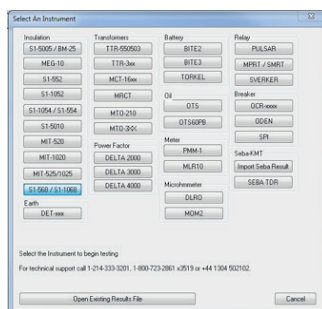 Select An Instrument
Insulation
S1-5005 / BM-25
MEG-10
S1-552
S1-1052
S1-1054 / S1-554
S1-5010
MIT-520
MIT-1020
MIT-525/1025
S1-568 / S1-1068
Earth
DET-xxx
Transfomers
TTR-550503
TTR-3xx
MCT-16xx
MRCT
MTO-210
MTO-3XX
Power Factor
DELTA 2000
DELTA 3000
DELTA 4000
Battery
BITE2
BITE3
TORKEL
Oil
OTS
OTS60PB
Meter
PMM-1
MLR10
Microhmmeter
DLRO
MOM2
Relay
PULSAR
MPRT / SMRT
SVERKER
Breaker
OCR-xxxx
ODEN
SPI
Seba-KMT
Import Seba Result
SEBA TDR
Select the Instrument to begin testing
For technical support call 1-214-333-3201, 1-800-723-2861 x3519 or +44 1304 502102.
Open Existing Results File
Cancel